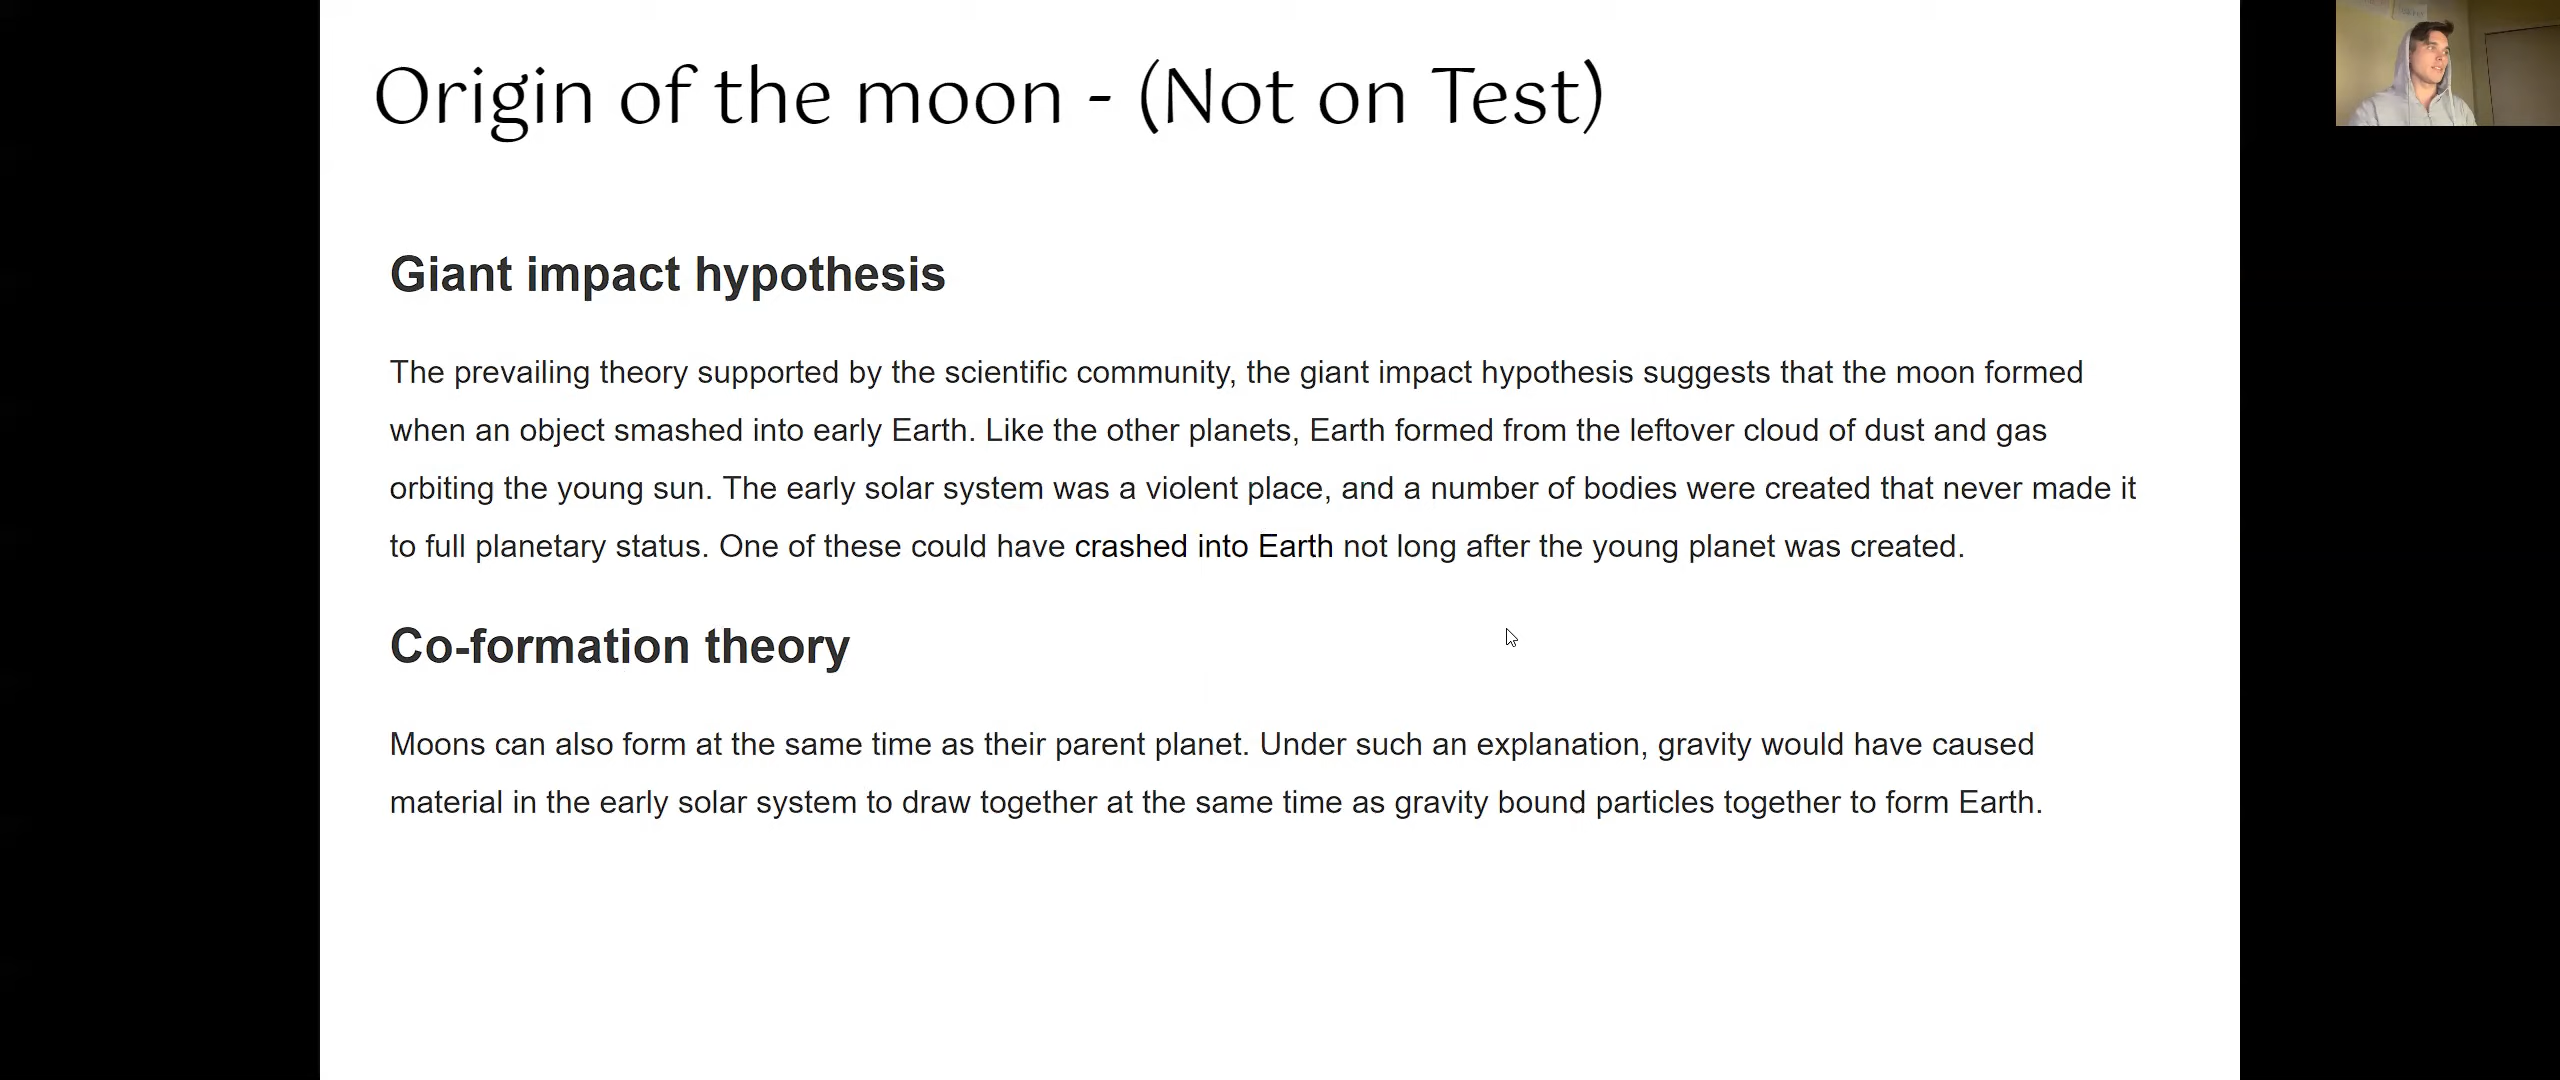 Origin of the moon - (Not on Test)
Giant impact hypothesis
The prevailing theory supported by the scientific community, the giant impact hypothesis suggests that the moon formed
when an object smashed into early Earth. Like the other planets, Earth formed from the leftover cloud of dust and gas
orbiting the young sun. The early solar system was a violent place, and a number of bodies were created that never made it
to full planetary status. One of these could have crashed into Earth not long after the young planet was created.
Co-formation theory
Moons can also form at the same time as their parent planet. Under such an explanation, gravity would have caused
material in the early solar system to draw together at the same time as gravity bound particles together to form Earth.